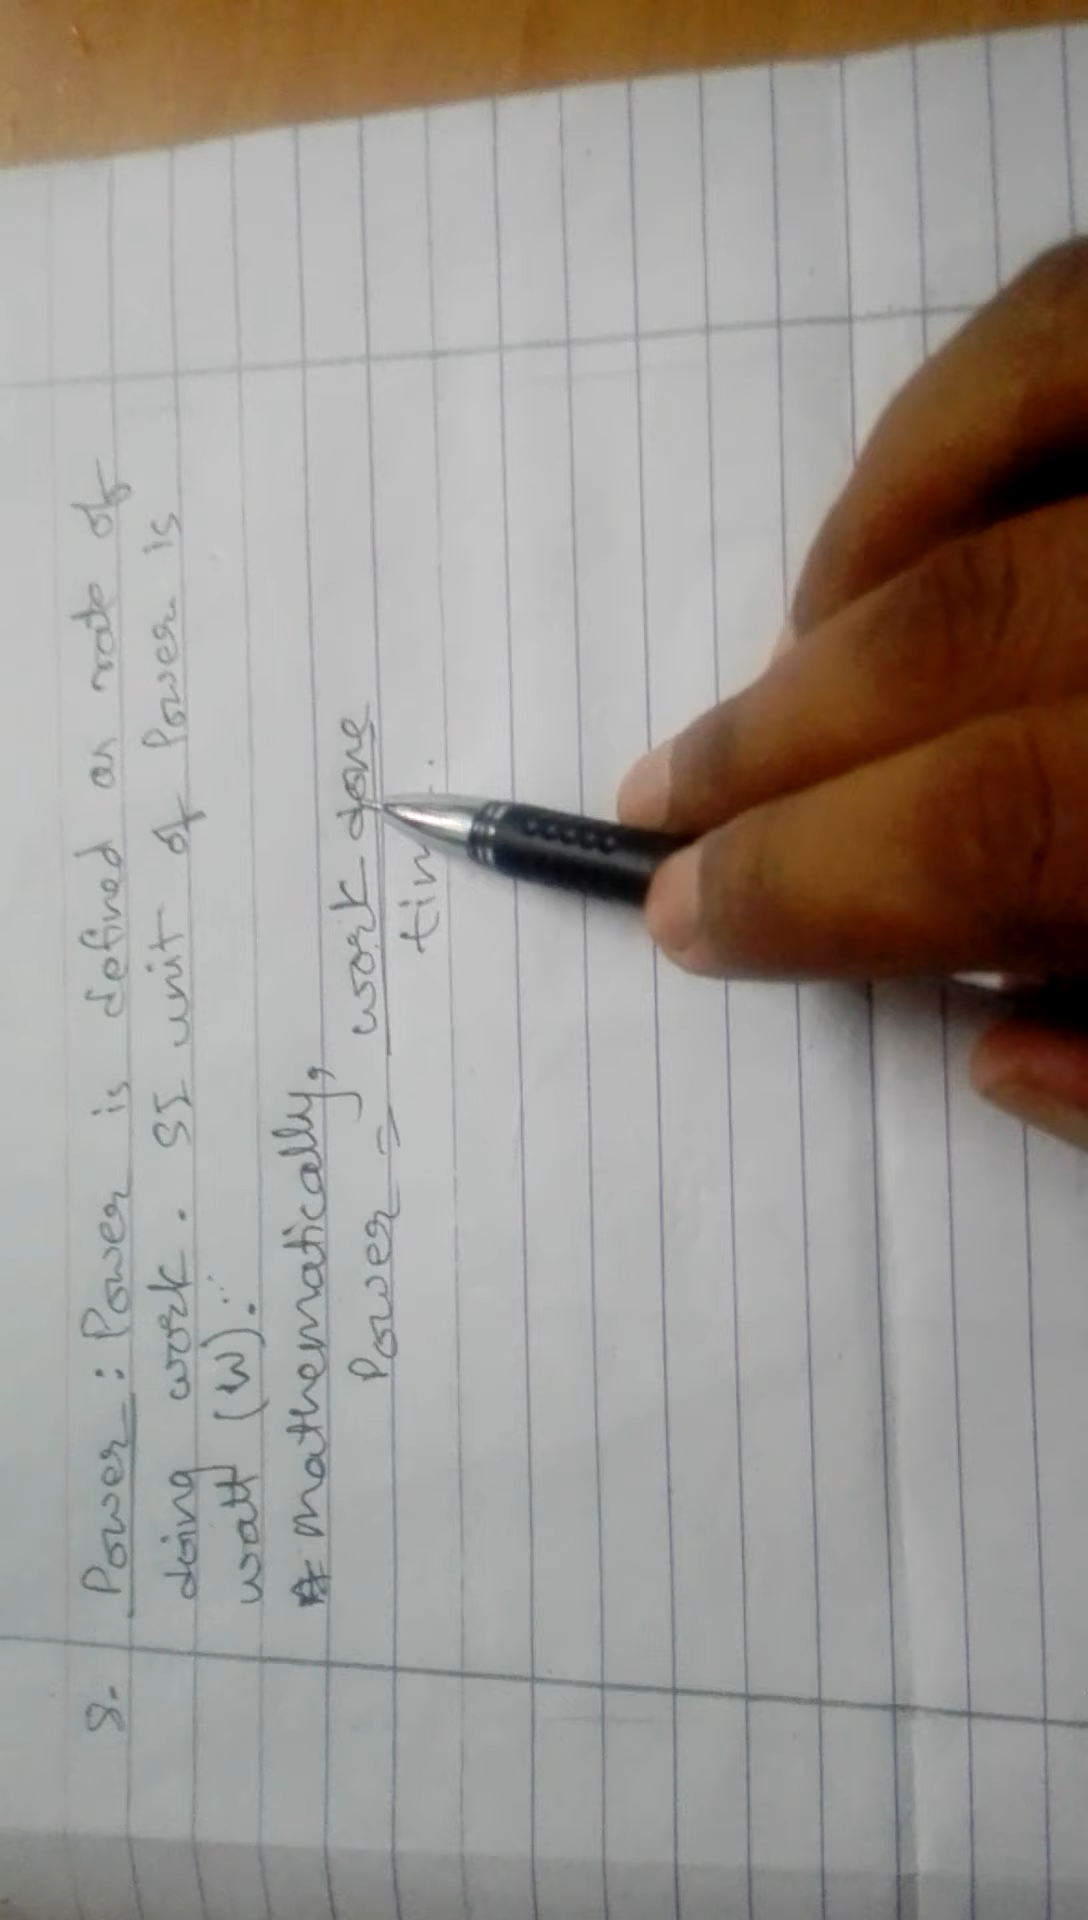 8. Power : Power is defined as rate of
doing work. SI unit of Power is
watt (W).
* mathematically,
Power = work done